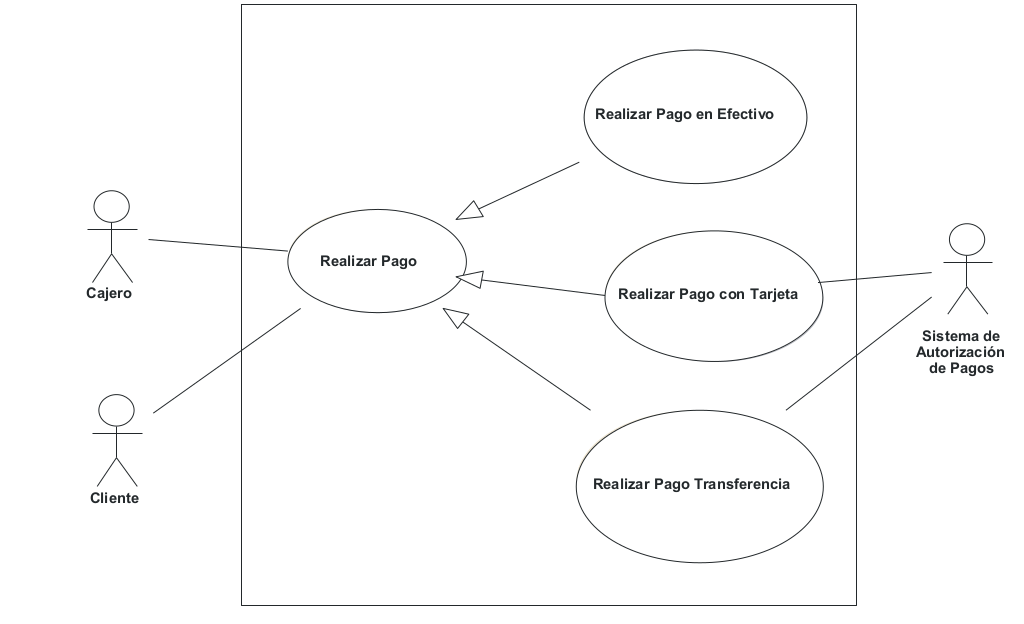 Realizar Pago en Efectivo
Cajero
Realizar Pago
Realizar Pago con Tarjeta
Sistema de
Autorización
de Pagos
Cliente
Realizar Pago Transferencia